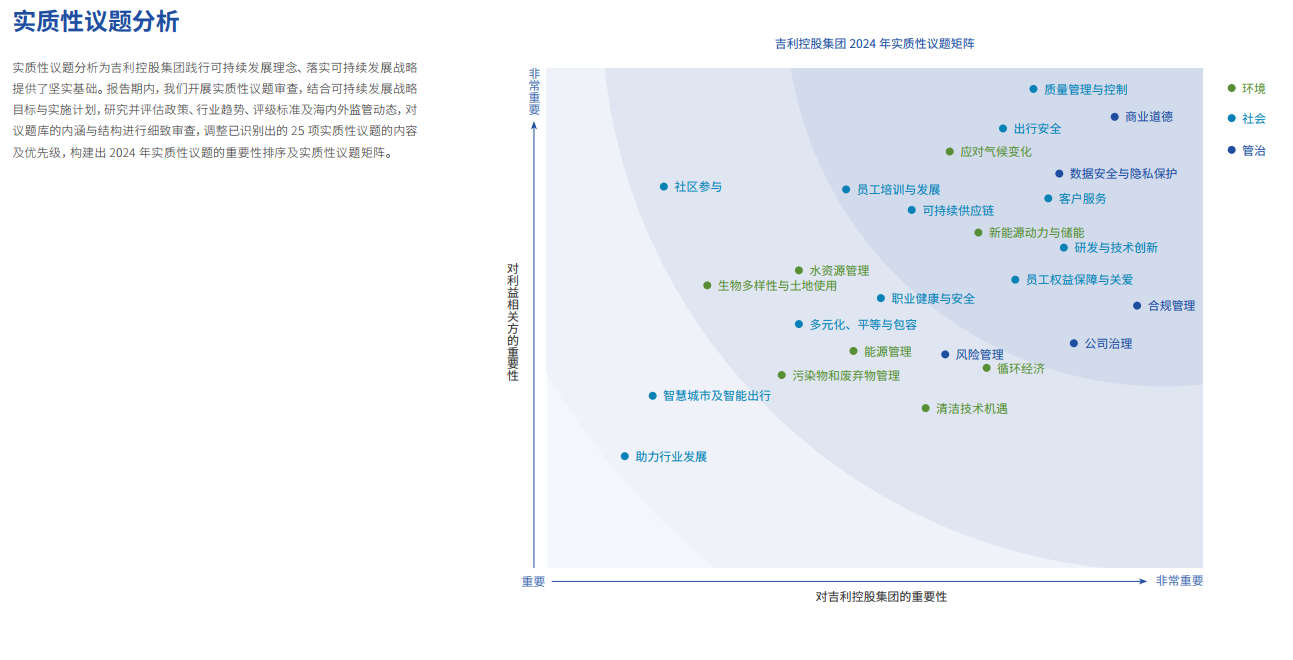 实质性议题分析
实质性议题分析为吉利控股集团践行可持续发展理念、落实可持续发展战略
提供了坚实基础。报告期内，我们开展实质性议题审查，结合可持续发展战略
目标与实施计划，研究并评估政策、行业趋势、评级标准及海内外监管动态，对
议题库的内涵与结构进行细致审查，调整已识别出的 25 项实质性议题的内容
及优先级，构建出 2024 年实质性议题的重要性排序及实质性议题矩阵。
吉利控股集团 2024 年实质性议题矩阵
非常重要
对利益相关方的重要性
质量管理与控制
商业道德
出行安全
应对气候变化
数据安全与隐私保护
社区参与
员工培训与发展
客户服务
可持续供应链
新能源动力与储能
研发与技术创新
水资源管理
员工权益保障与关爱
生物多样性与土地使用
职业健康与安全
合规管理
多元化、平等与包容
公司治理
能源管理
风险管理
循环经济
污染物和废弃物管理
智慧城市及智能出行
清洁技术机遇
助力行业发展
环境
社会
管治
重要
非常重要
对吉利控股集团的重要性